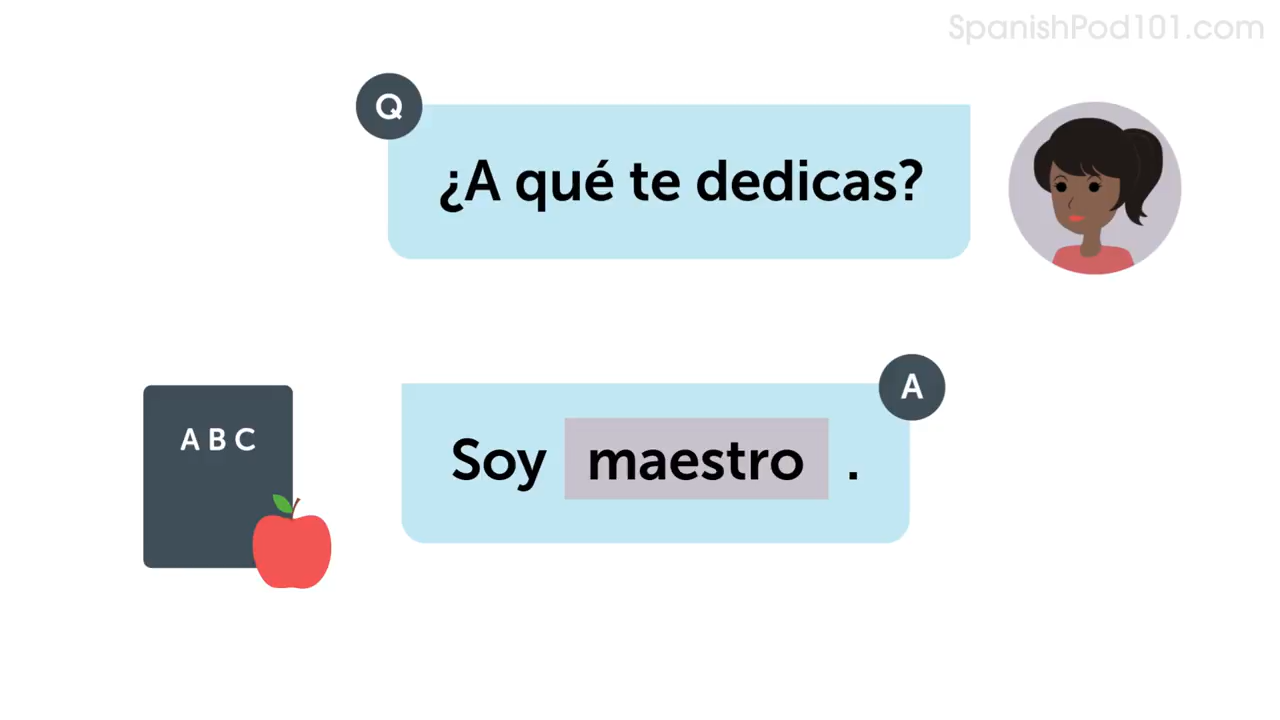 SpanishPod101.com
Q
¿A qué te dedicas?
A
Soy maestro .
A B C